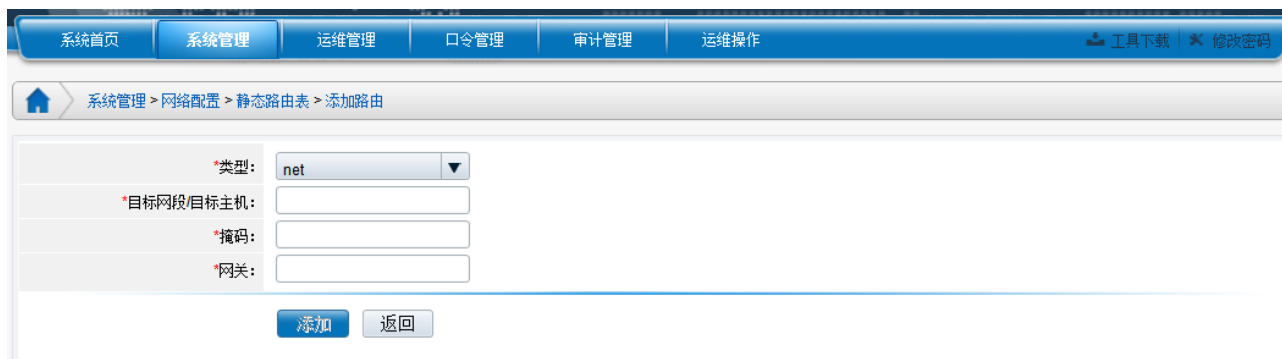 系统首页 系统管理 运维管理 口令管理 审计管理 运维操作 工具下载 修改密码
系统管理 > 网络配置 > 静态路由表 > 添加路由
*类型： net
*目标网段/目标主机：
*掩码：
*网关：
添加 返回